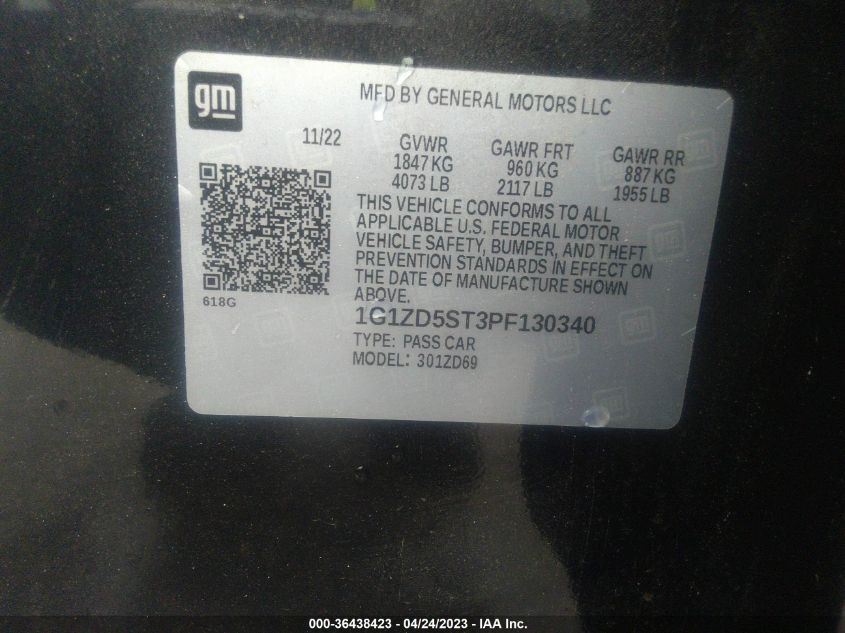 gm
MFD BY GENERAL MOTORS LLC
11/22
GVWR GAWR FRT GAWR RR
1847 KG 960 KG 887 KG
4073 LB 2117 LB 1955 LB
THIS VEHICLE CONFORMS TO ALL
APPLICABLE U.S. FEDERAL MOTOR
VEHICLE SAFETY, BUMPER, AND THEFT
PREVENTION STANDARDS IN EFFECT ON
THE DATE OF MANUFACTURE SHOWN
ABOVE.
618G
1G1ZD5ST3PF130340
TYPE: PASS CAR
MODEL: 301ZD69
000-36438423 - 04/24/2023 - IAA Inc.